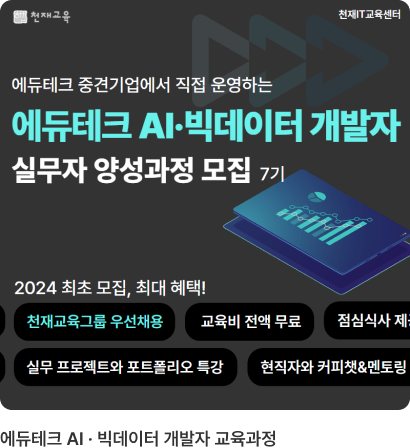 천재교육
천재IT교육센터
에듀테크 중견기업에서 직접 운영하는
에듀테크 AI·빅데이터 개발자
실무자 양성과정 모집 7기
2024 최초 모집, 최대 혜택!
천재교육그룹 우선채용
교육비 전액 무료
점심식사 제
실무 프로젝트와 포트폴리오 특강
현직자와 커피챗&멘토링
에듀테크 AI · 빅데이터 개발자 교육과정